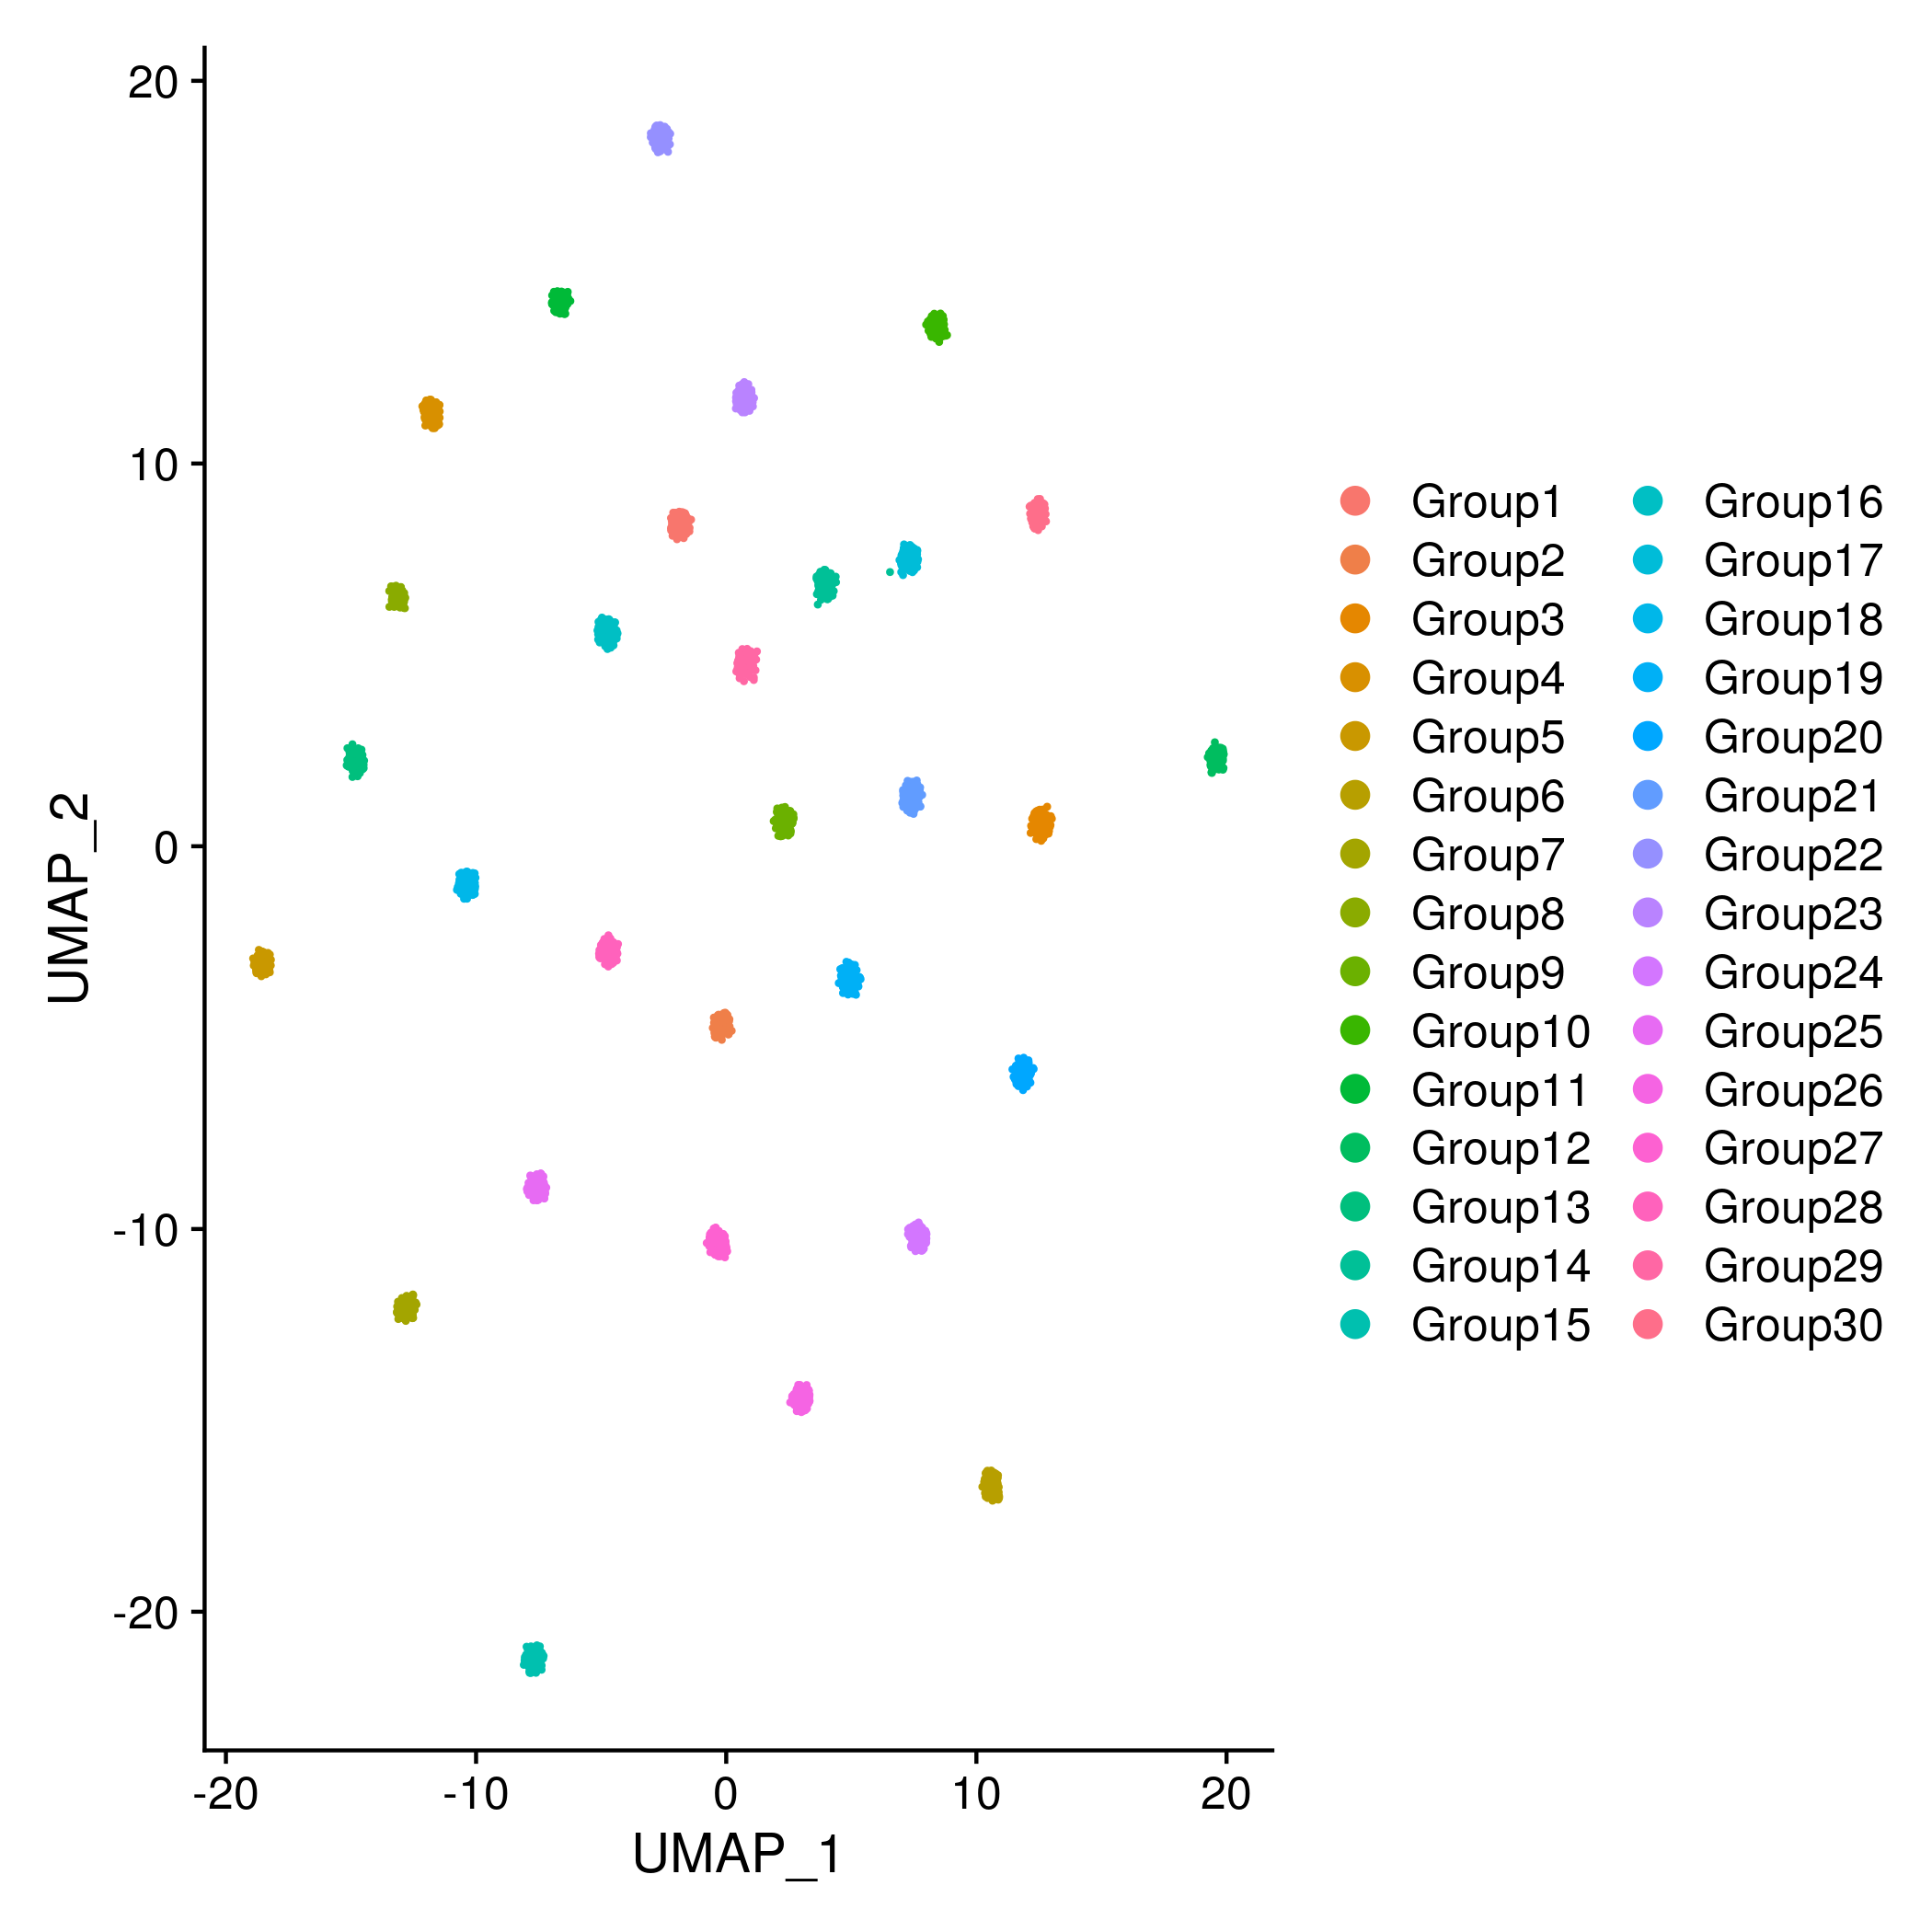 20
10
0
-10
-20
UMAP_2
-20 -10 0 10 20
UMAP_1
Group1 Group16
Group2 Group17
Group3 Group18
Group4 Group19
Group5 Group20
Group6 Group21
Group7 Group22
Group8 Group23
Group9 Group24
Group10 Group25
Group11 Group26
Group12 Group27
Group13 Group28
Group14 Group29
Group15 Group30